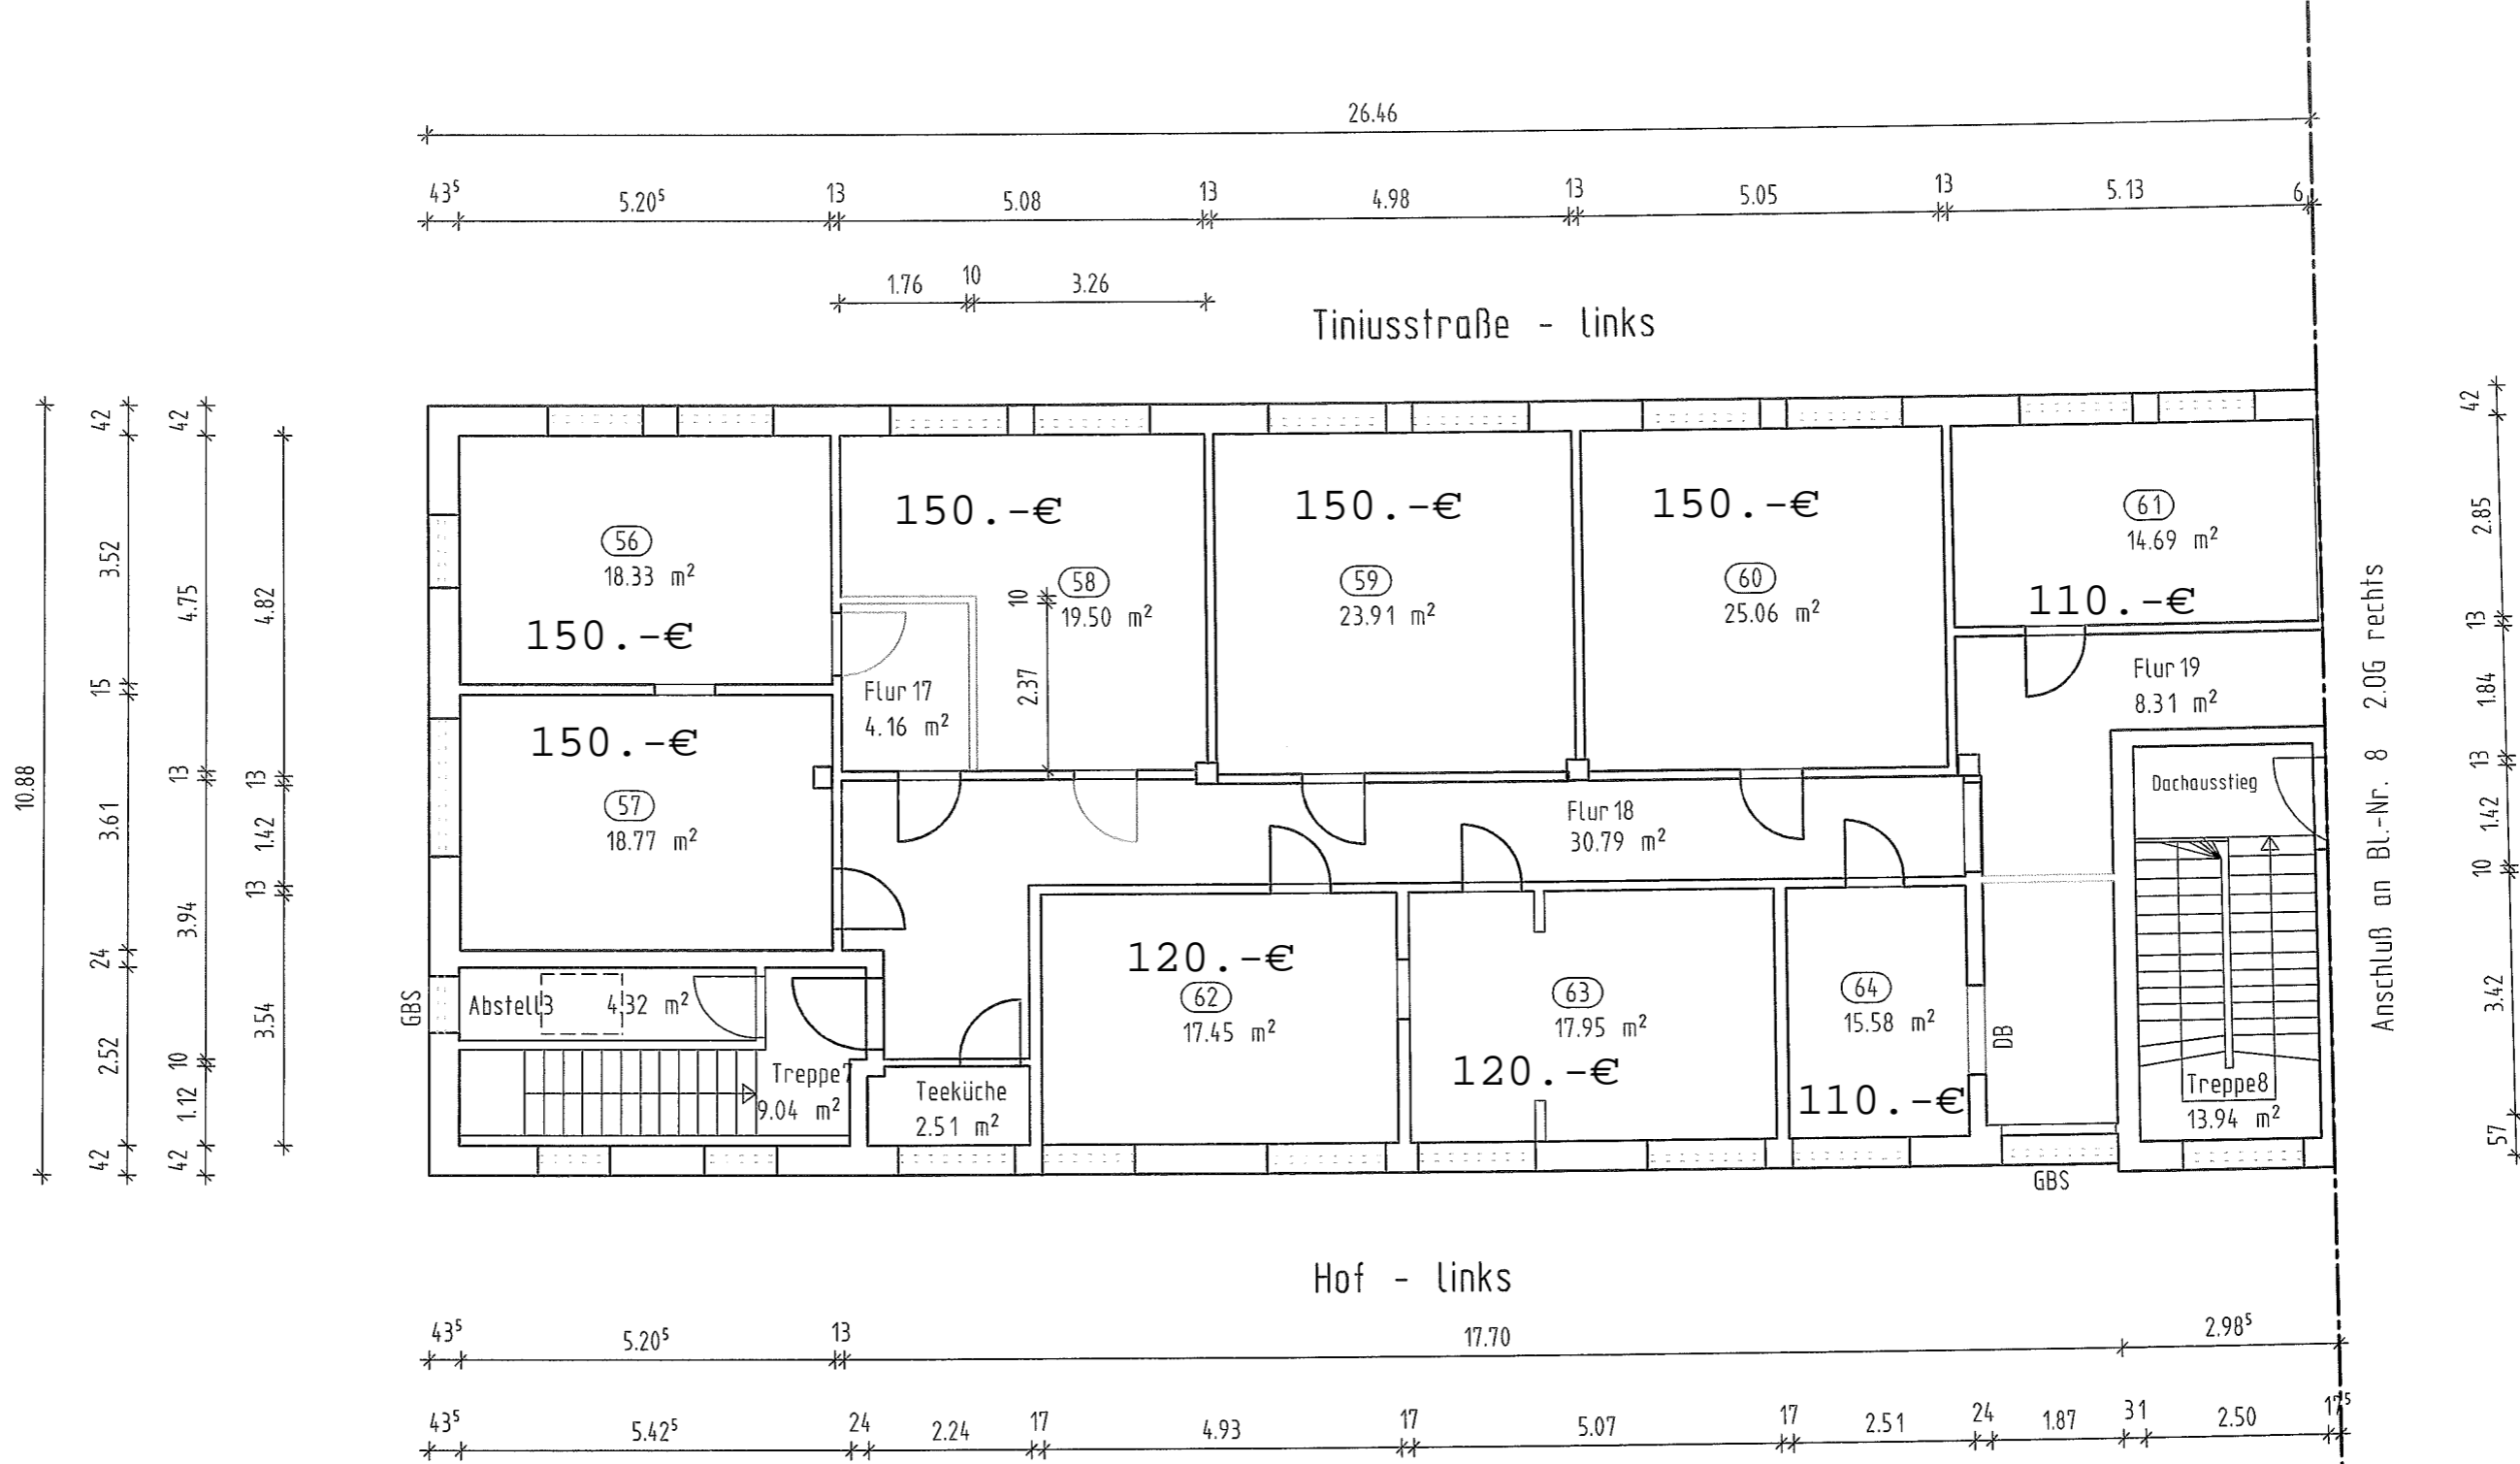 26.46
43⁵ 5.20⁵ 13 5.08 13 4.98 13 5.05 13 5.13 6
1.76 10 3.26
Tiniusstraße - links
10.88
42 3.52 15 3.61 24 2.52 42
42 4.75 13 3.94 10 1.12 42
4.82 13 1.42 13 3.54
56
18.33 m²
150.-€
150.-€
57
18.77 m²
150.-€
58
19.50 m²
10
2.37
Flur 17
4.16 m²
150.-€
59
23.91 m²
150.-€
60
25.06 m²
61
14.69 m²
110.-€
Flur 19
8.31 m²
Dachausstieg
Flur 18
30.79 m²
GBS
Abstell3 4.32 m²
Treppe7
9.04 m²
Teeküche
2.51 m²
120.-€
62
17.45 m²
63
17.95 m²
120.-€
64
15.58 m²
110.-€
DB
Treppe8
13.94 m²
GBS
Anschluß an Bl.-Nr. 8 2.OG rechts
42 2.85 13 1.84 13 1.42 10 3.42 57
Hof - links
43⁵ 5.20⁵ 13 17.70 2.98⁵
43⁵ 5.42⁵ 24 2.24 17 4.93 17 5.07 17 2.51 24 1.87 31 2.50 17⁵